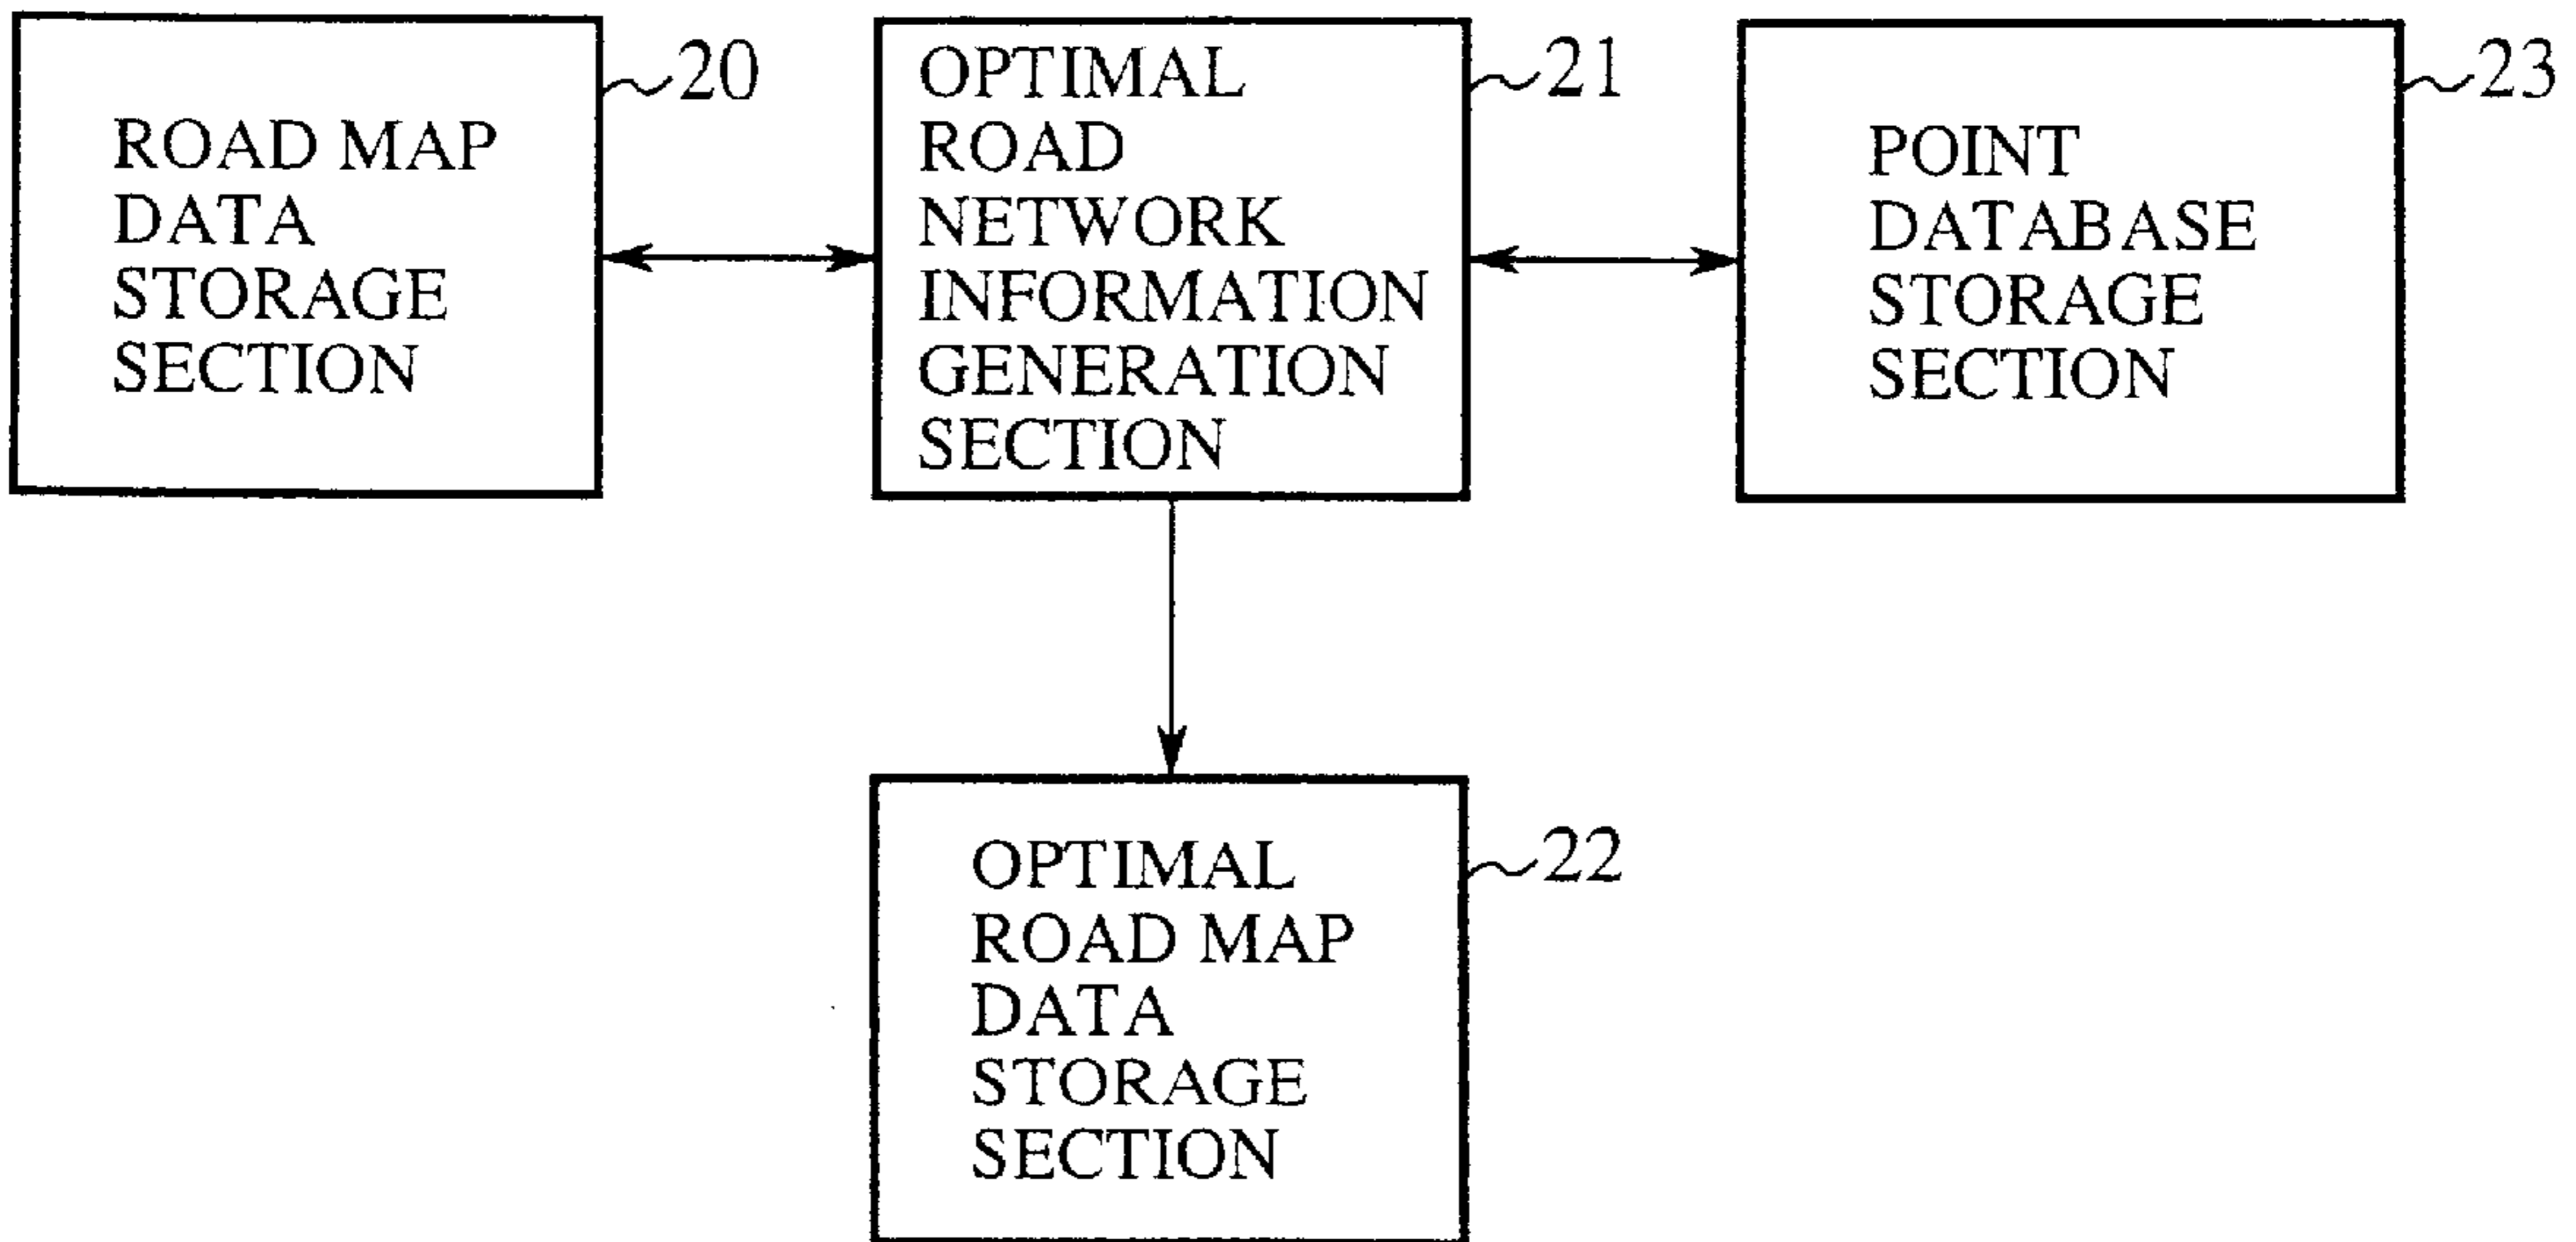 ROAD MAP
DATA
STORAGE
SECTION
20
OPTIMAL
ROAD
NETWORK
INFORMATION
GENERATION
SECTION
21
POINT
DATABASE
STORAGE
SECTION
23
OPTIMAL
ROAD MAP
DATA
STORAGE
SECTION
22